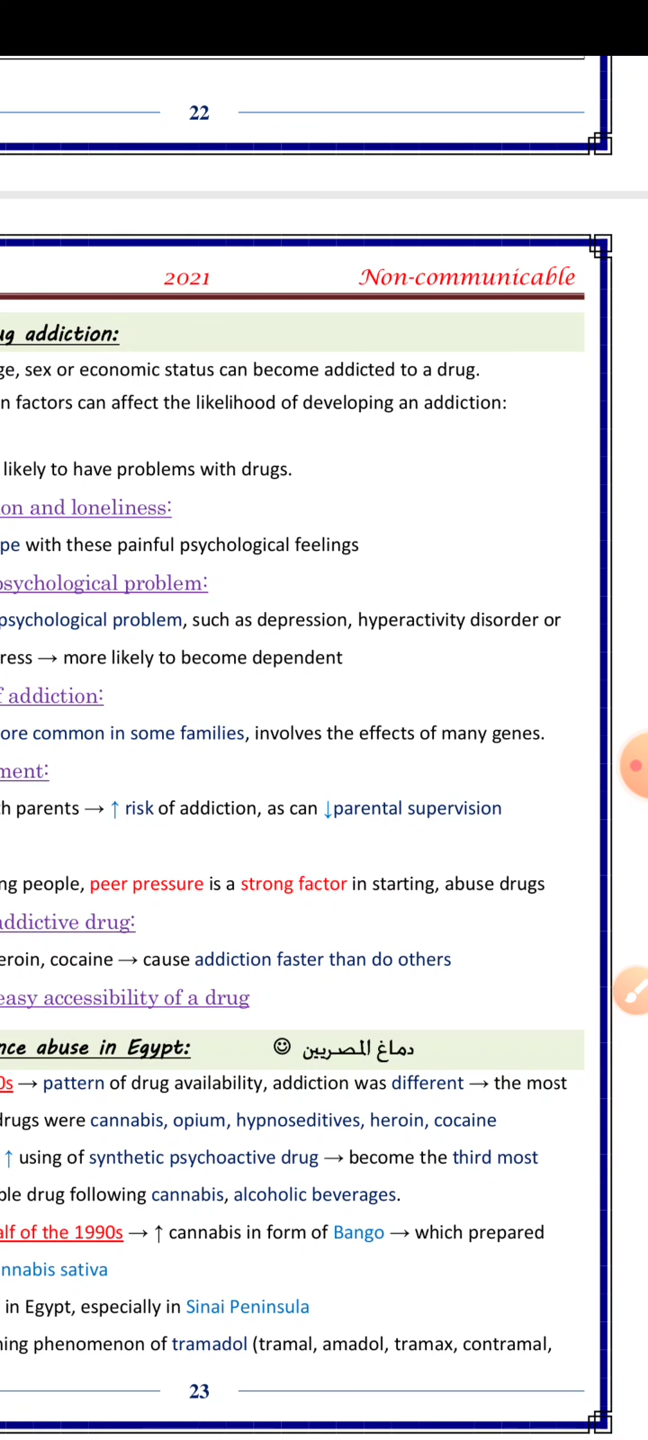 22
2021 Non-communicable
ug addiction:
ge, sex or economic status can become addicted to a drug.
n factors can affect the likelihood of developing an addiction:
likely to have problems with drugs.
on and loneliness:
pe with these painful psychological feelings
psychological problem:
psychological problem, such as depression, hyperactivity disorder or
ress → more likely to become dependent
f addiction:
ore common in some families, involves the effects of many genes.
ment:
h parents → ↑ risk of addiction, as can ↓parental supervision
ng people, peer pressure is a strong factor in starting, abuse drugs
addictive drug:
eroin, cocaine → cause addiction faster than do others
easy accessibility of a drug
nce abuse in Egypt: ☺ دماغ المصريين
0s → pattern of drug availability, addiction was different → the most
drugs were cannabis, opium, hypnoseditives, heroin, cocaine
↑ using of synthetic psychoactive drug → become the third most
ble drug following cannabis, alcoholic beverages.
alf of the 1990s → ↑ cannabis in form of Bango → which prepared
nnabis sativa
in Egypt, especially in Sinai Peninsula
ning phenomenon of tramadol (tramal, amadol, tramax, contramal,
23